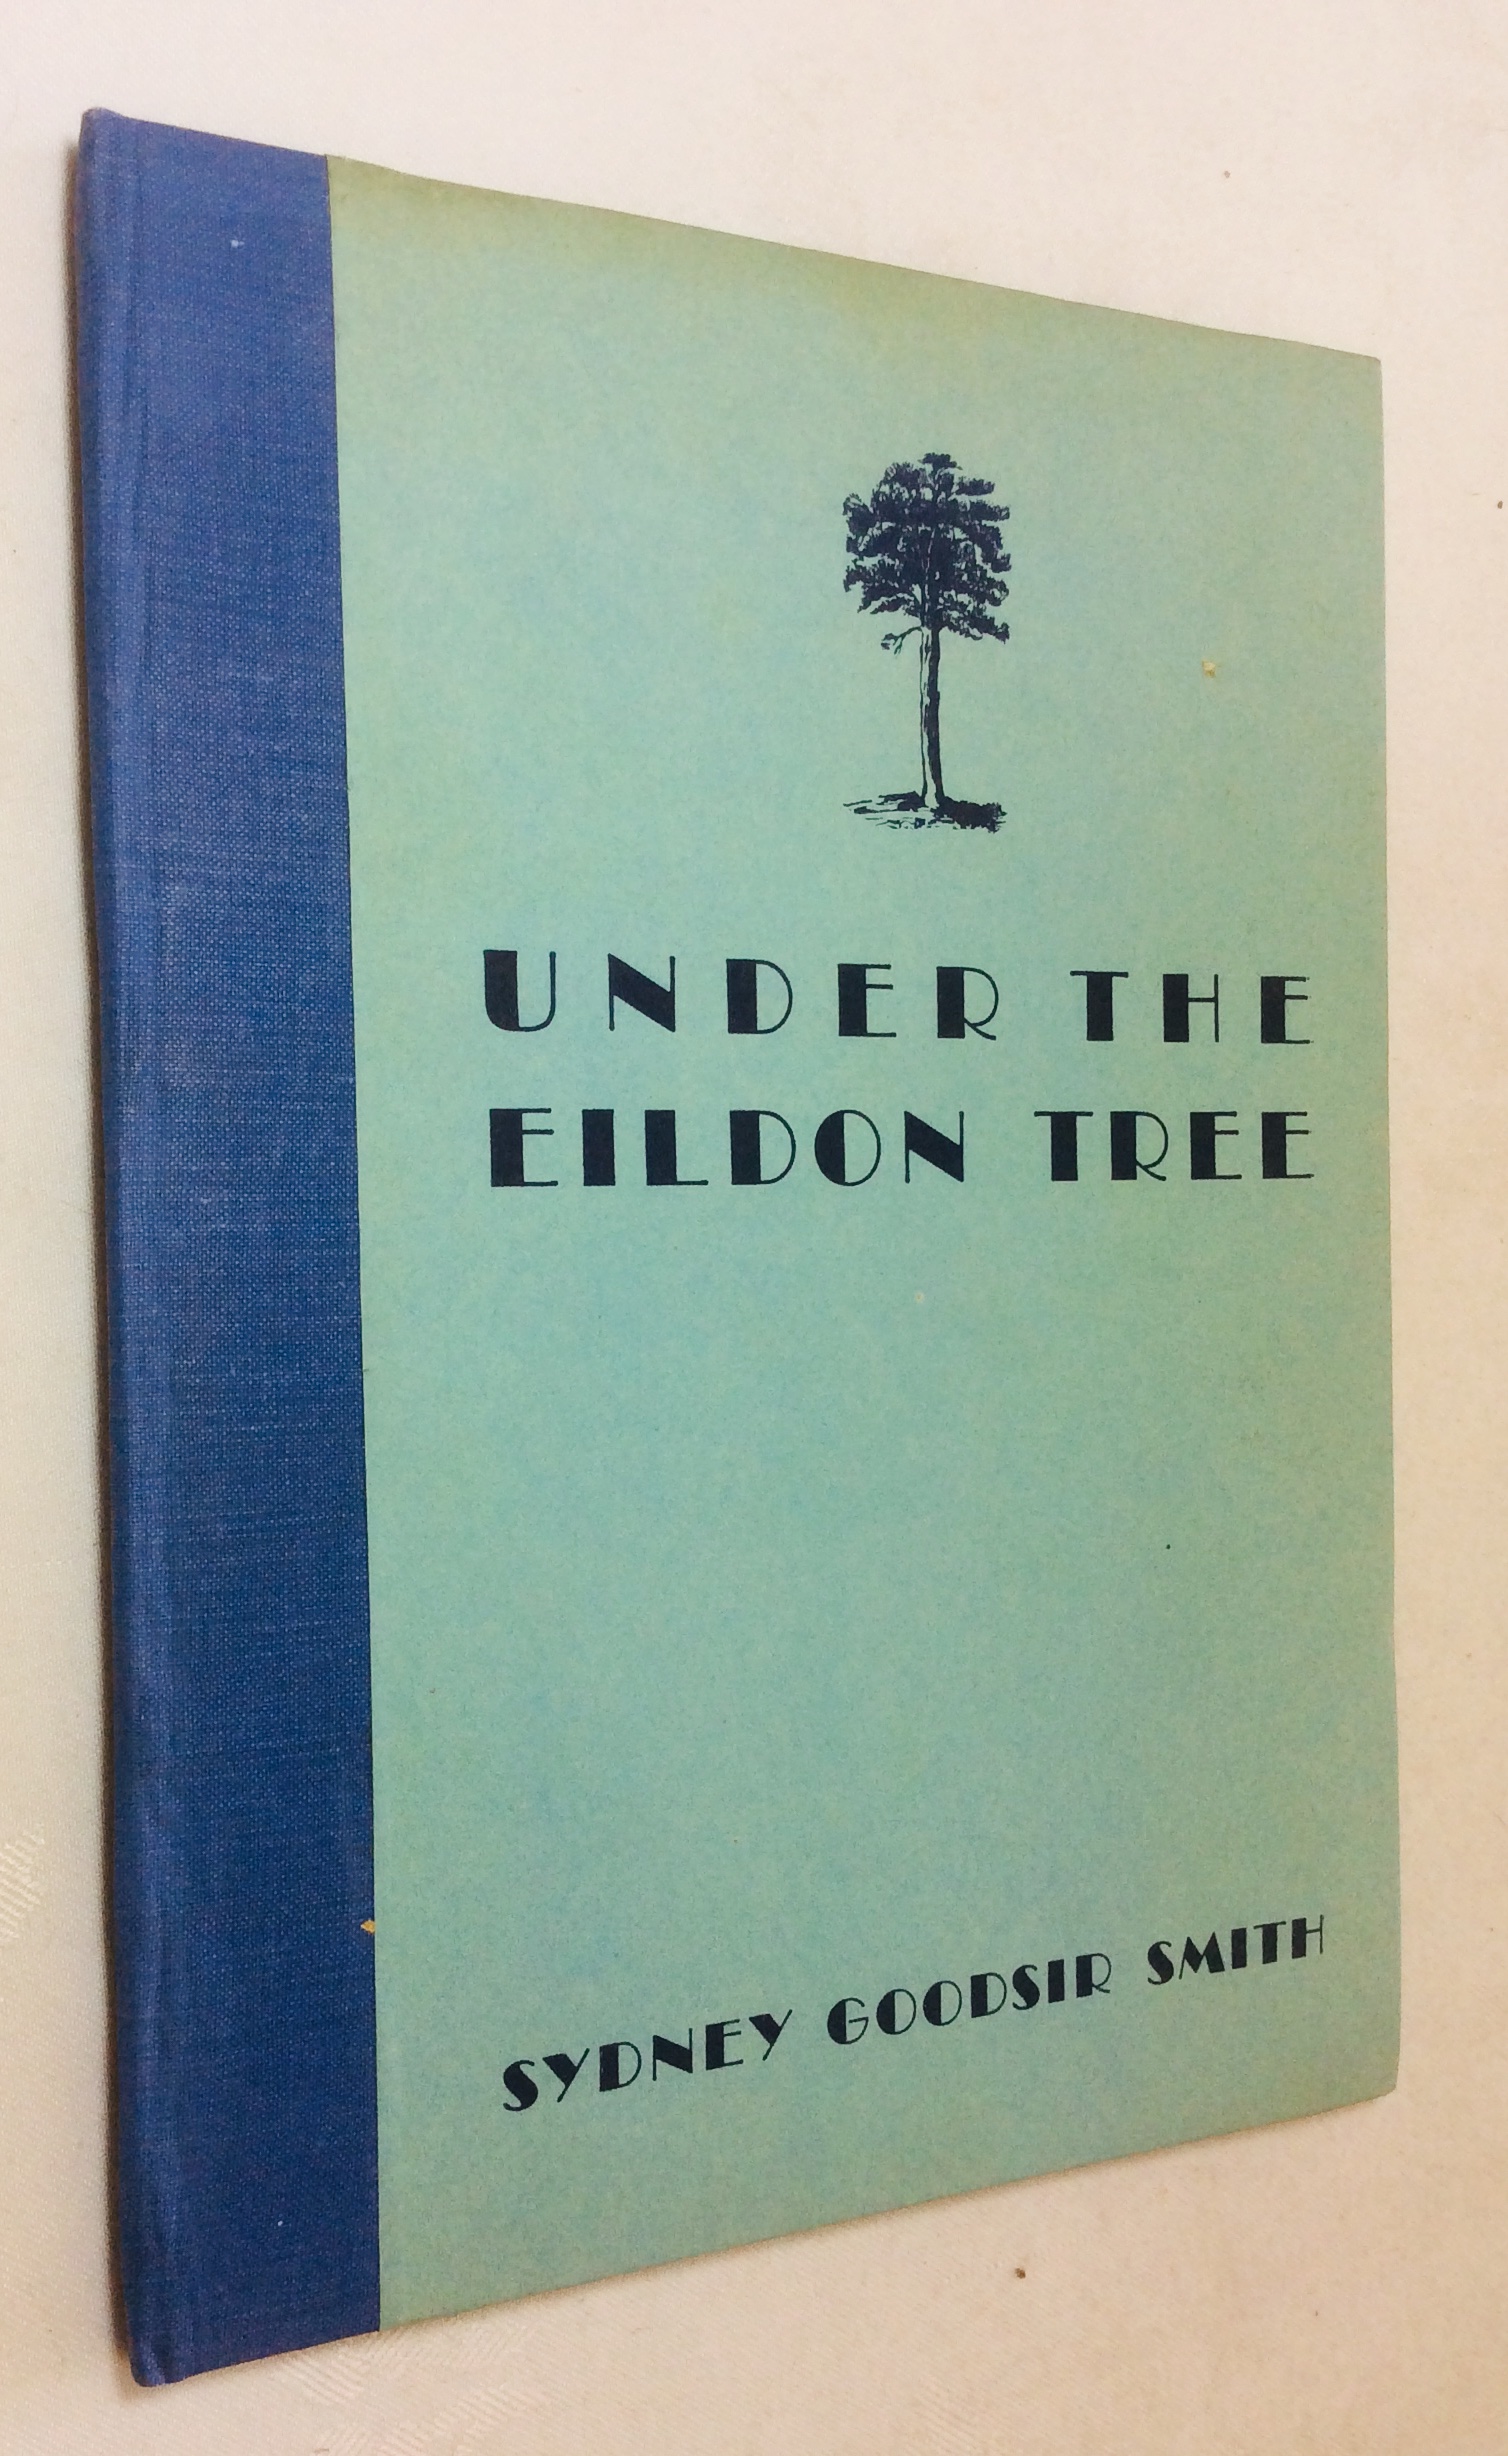 UNDER THE
EILDON TREE
SYDNEY GOODSIR SMITH